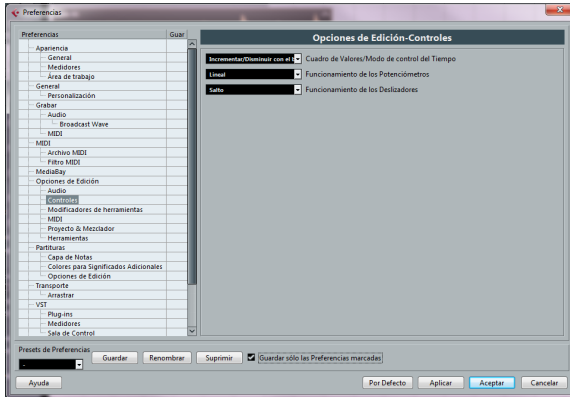 Preferencias
Preferencias Guar
Apariencia
General
Medidores
Área de trabajo
General
Personalización
Grabar
Audio
Broadcast Wave
MIDI
MIDI
Archivo MIDI
Filtro MIDI
MediaBay
Opciones de Edición
Audio
Controles
Modificadores de herramientas
MIDI
Proyecto & Mezclador
Herramientas
Partituras
Capa de Notas
Colores para Significados Adicionales
Opciones de Edición
Transporte
Arrastrar
VST
Plug-ins
Medidores
Sala de Control
Opciones de Edición-Controles
Incrementar/Disminuir con el Cuadro de Valores/Modo de control del Tiempo
Lineal Funcionamiento de los Potenciómetros
Salto Funcionamiento de los Deslizadores
Presets de Preferencias
- Guardar Renombrar Suprimir Guardar sólo las Preferencias marcadas
Ayuda Por Defecto Aplicar Aceptar Cancelar